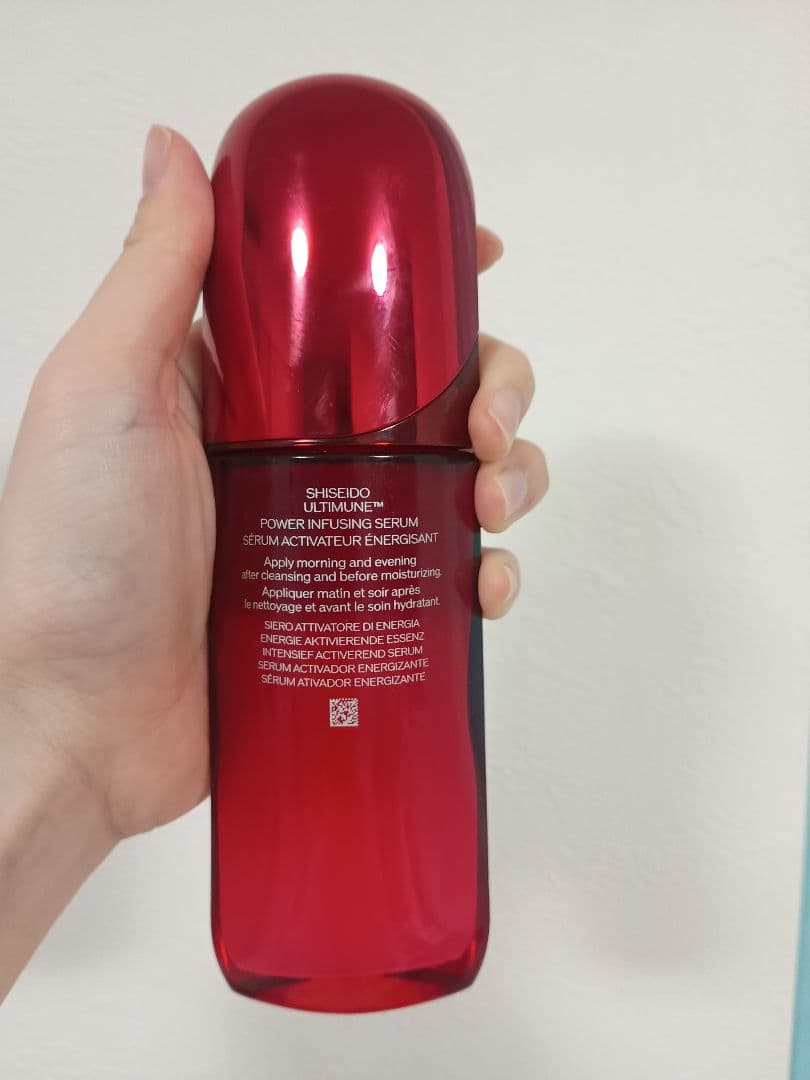 SHISEIDO
ULTIMUNE™
POWER INFUSING SERUM
SÉRUM ACTIVATEUR ÉNERGISANT
Apply morning and evening
after cleansing and before moisturizing.
Appliquer matin et soir après
le nettoyage et avant le soin hydratant.
SIERO ATTIVATORE DI ENERGIA
ENERGIE AKTIVIERENDE ESSENZ
INTENSIEF ACTIVEREND SERUM
SERUM ACTIVADOR ENERGIZANTE
SÉRUM ATIVADOR ENERGIZANTE